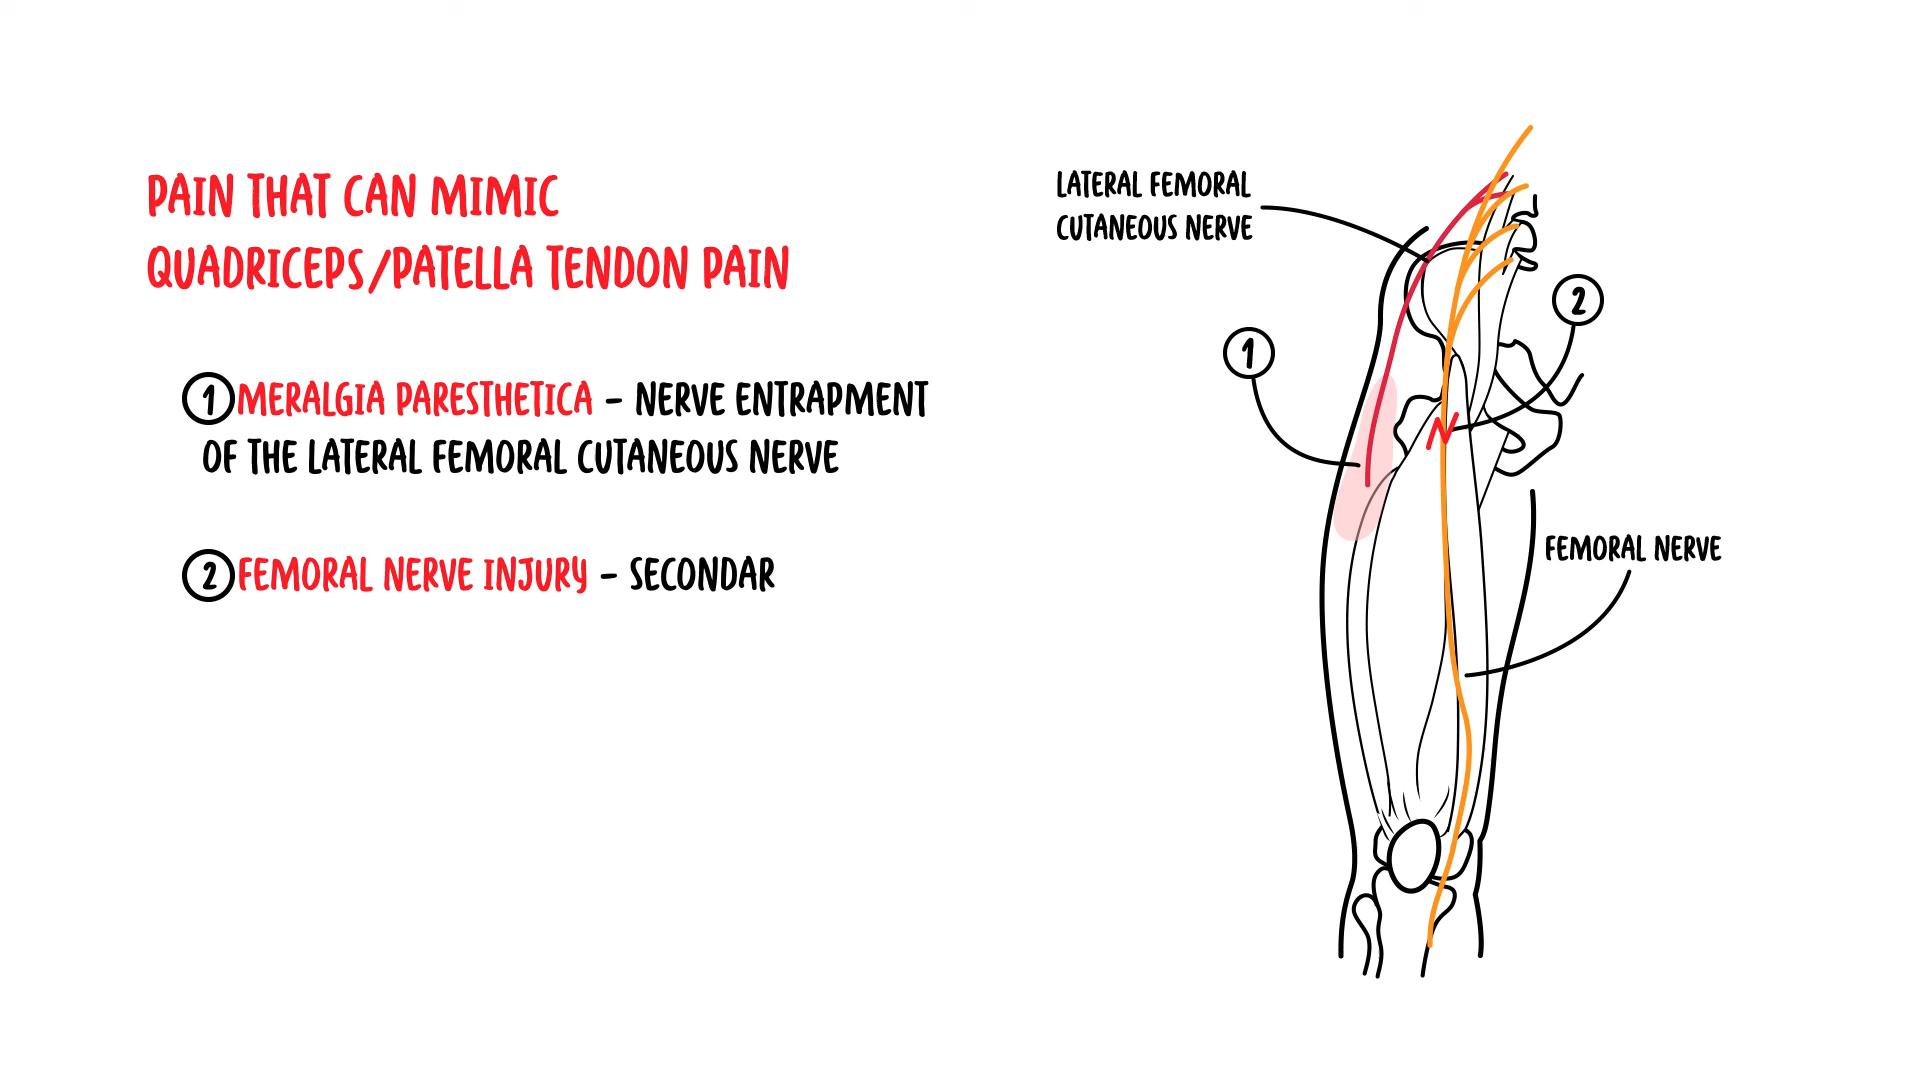 PAIN THAT CAN MIMIC
QUADRICEPS/PATELLA TENDON PAIN
1 MERALGIA PARESTHETICA - NERVE ENTRAPMENT
OF THE LATERAL FEMORAL CUTANEOUS NERVE
2 FEMORAL NERVE INJURY - SECONDAR
LATERAL FEMORAL
CUTANEOUS NERVE
2
1
FEMORAL NERVE